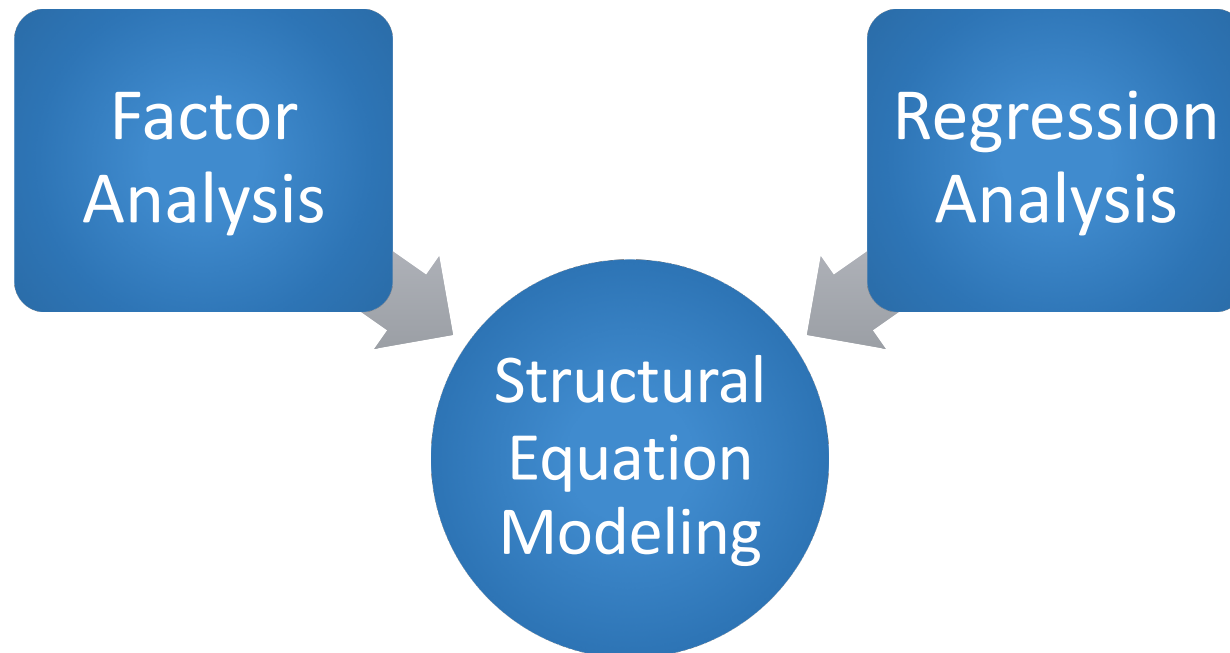 Factor
Analysis
Regression
Analysis
Structural
Equation
Modeling